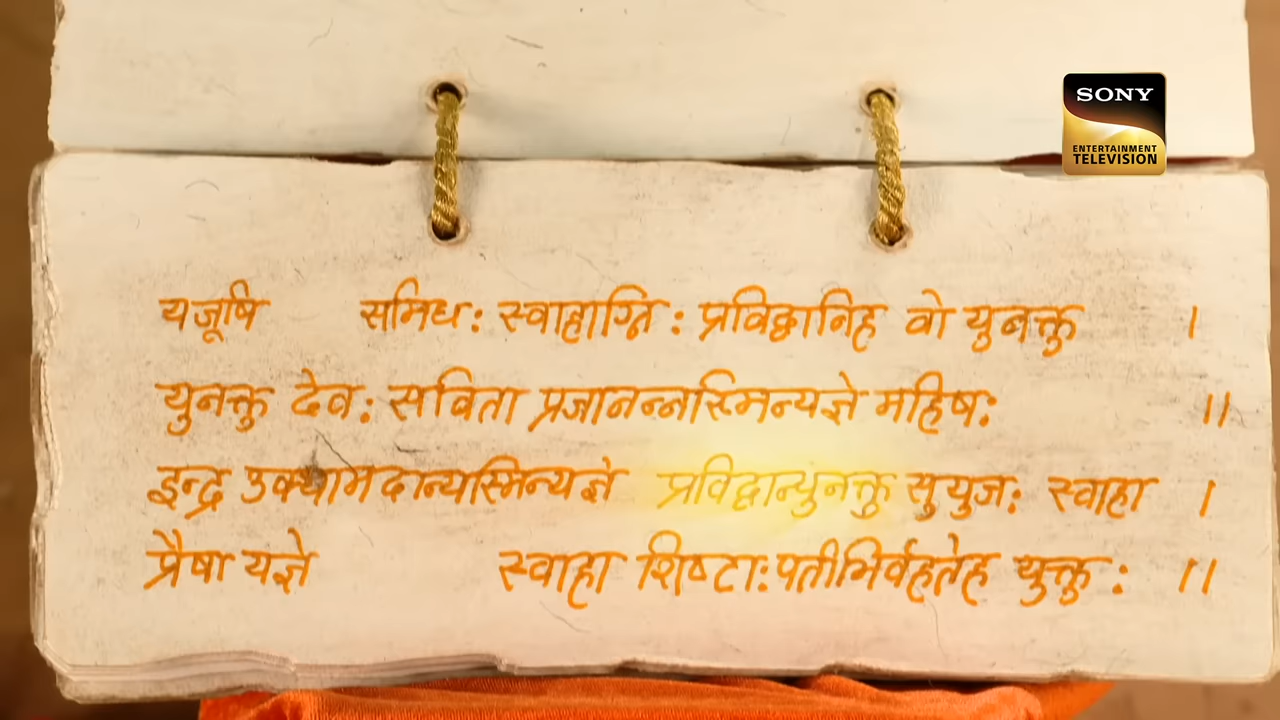 SONY
ENTERTAINMENT
TELEVISION
यजूषि समिध: स्वाहाग्नि: प्रविद्वानिह वो युनक्तु ।
युनक्तु देव: सविता प्रजानन्नस्मिन्यज्ञे महिष: ॥
इन्द्र उक्थामदान्यस्मिन्यज्ञे प्रविद्वान्युनक्तु सुयुज: स्वाहा ।
प्रैषा यज्ञे स्वाहा शिष्टा:पतीभिर्वहतेह युक्तु: ॥